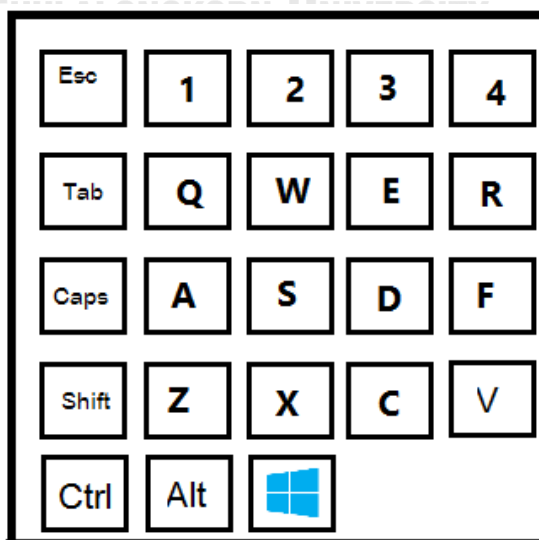 Esc 1 2 3 4
Tab Q W E R
Caps A S D F
Shift Z X C V
Ctrl Alt